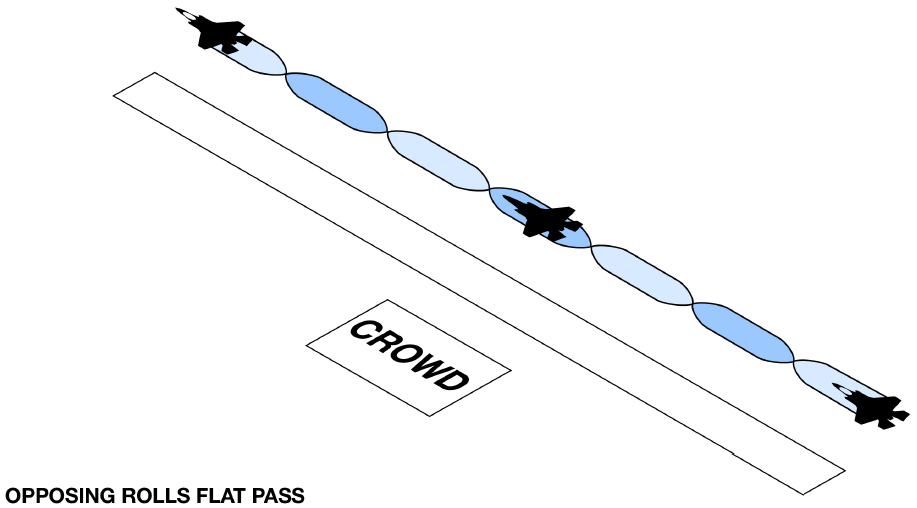 CROWD
OPPOSING ROLLS FLAT PASS